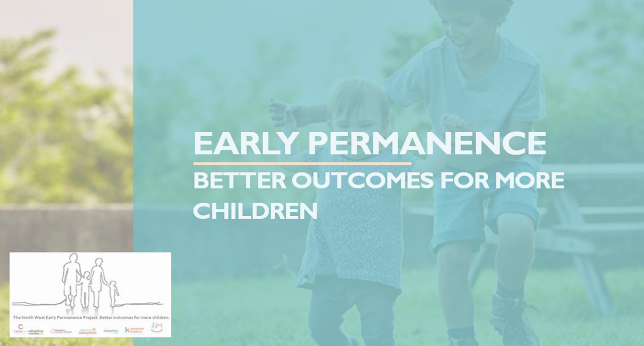 EARLY PERMANENCE
BETTER OUTCOMES FOR MORE
CHILDREN
The North West Early Permanence Project. Better outcomes for more children.